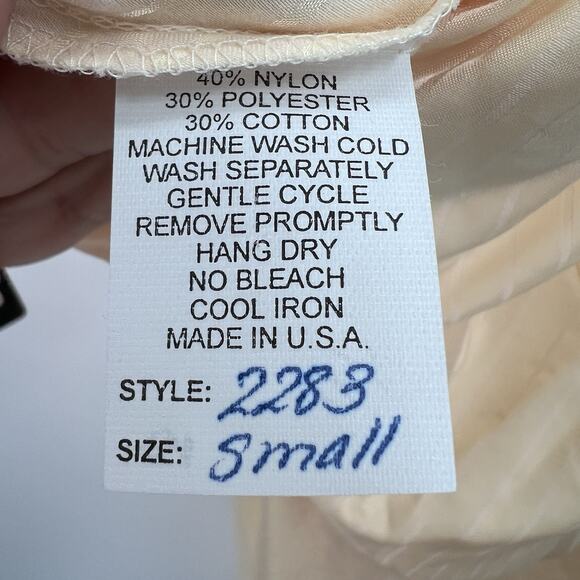 40% NYLON
30% POLYESTER
30% COTTON
MACHINE WASH COLD
WASH SEPARATELY
GENTLE CYCLE
REMOVE PROMPTLY
HANG DRY
NO BLEACH
COOL IRON
MADE IN U.S.A.
STYLE: 2283
SIZE: small